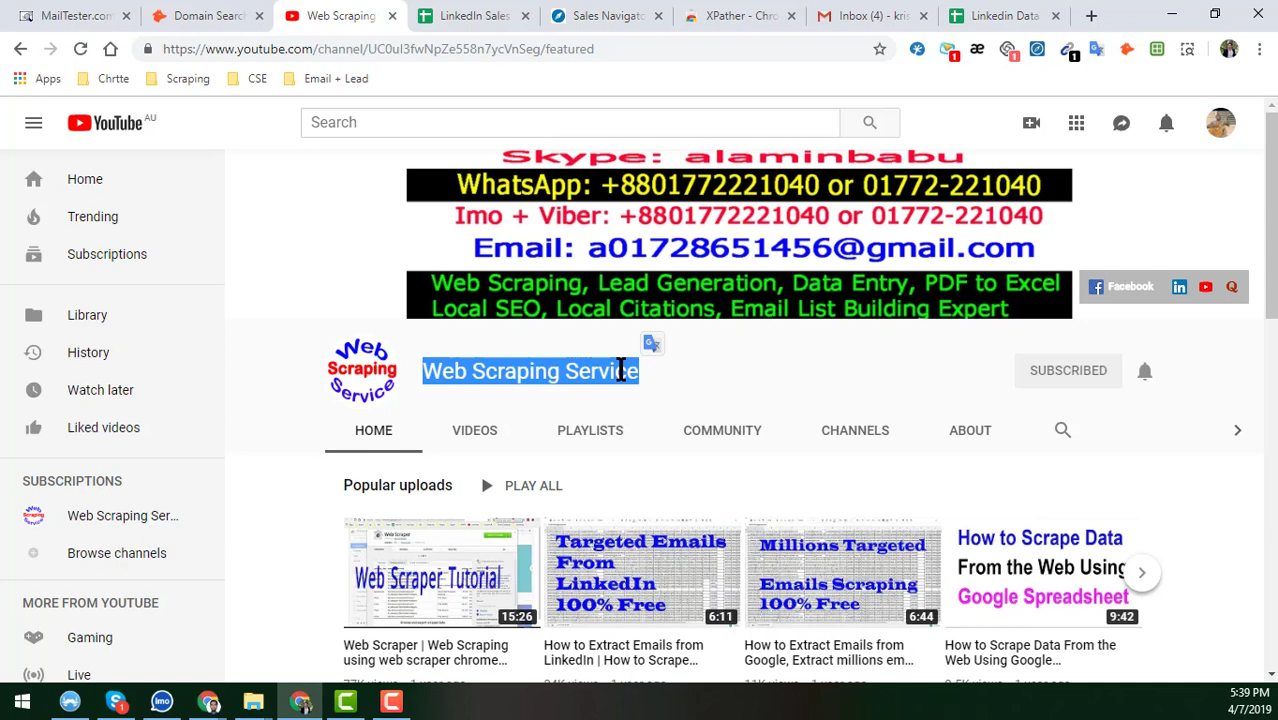 MailTester.com
Domain Searc
Web Scraping
LinkedIn Sales
Sales Navigato
XPather - Chro
Inbox (4) - kris
Linkedin Data
https://www.youtube.com/channel/UC0ul3fwNpZe558n7ycVnSeg/featured
1
æ
1
1
Apps
Chrtte
Scraping
CSE
Email + Lead
YouTube AU
Search
Home
Trending
Subscriptions
Library
History
Watch later
Liked videos
SUBSCRIPTIONS
Web Scraping Ser...
Browse channels
MORE FROM YOUTUBE
Gaming
Live
Skype: alaminbabu
WhatsApp: +8801772221040 or 01772-221040
Imo + Viber: +8801772221040 or 01772-221040
Email: a01728651456@gmail.com
Web Scraping, Lead Generation, Data Entry, PDF to Excel
Local SEO, Local Citations, Email List Building Expert
Facebook
Web
Scraping
Service
Web Scraping Service
SUBSCRIBED
HOME
VIDEOS
PLAYLISTS
COMMUNITY
CHANNELS
ABOUT
Popular uploads
PLAY ALL
Web Scraper Tutorial
15:26
Targeted Emails
From
LinkedIn
100% Free
6:11
Millions Targeted
Emails Scraping
100% Free
6:44
How to Scrape Data
From the Web Using
Google Spreadsheet
9:42
Web Scraper | Web Scraping
using web scraper chrome...
How to Extract Emails from
LinkedIn | How to Scrape...
How to Extract Emails from
Google, Extract millions em...
How to Scrape Data From the
Web Using Google...
5:39 PM
4/7/2019